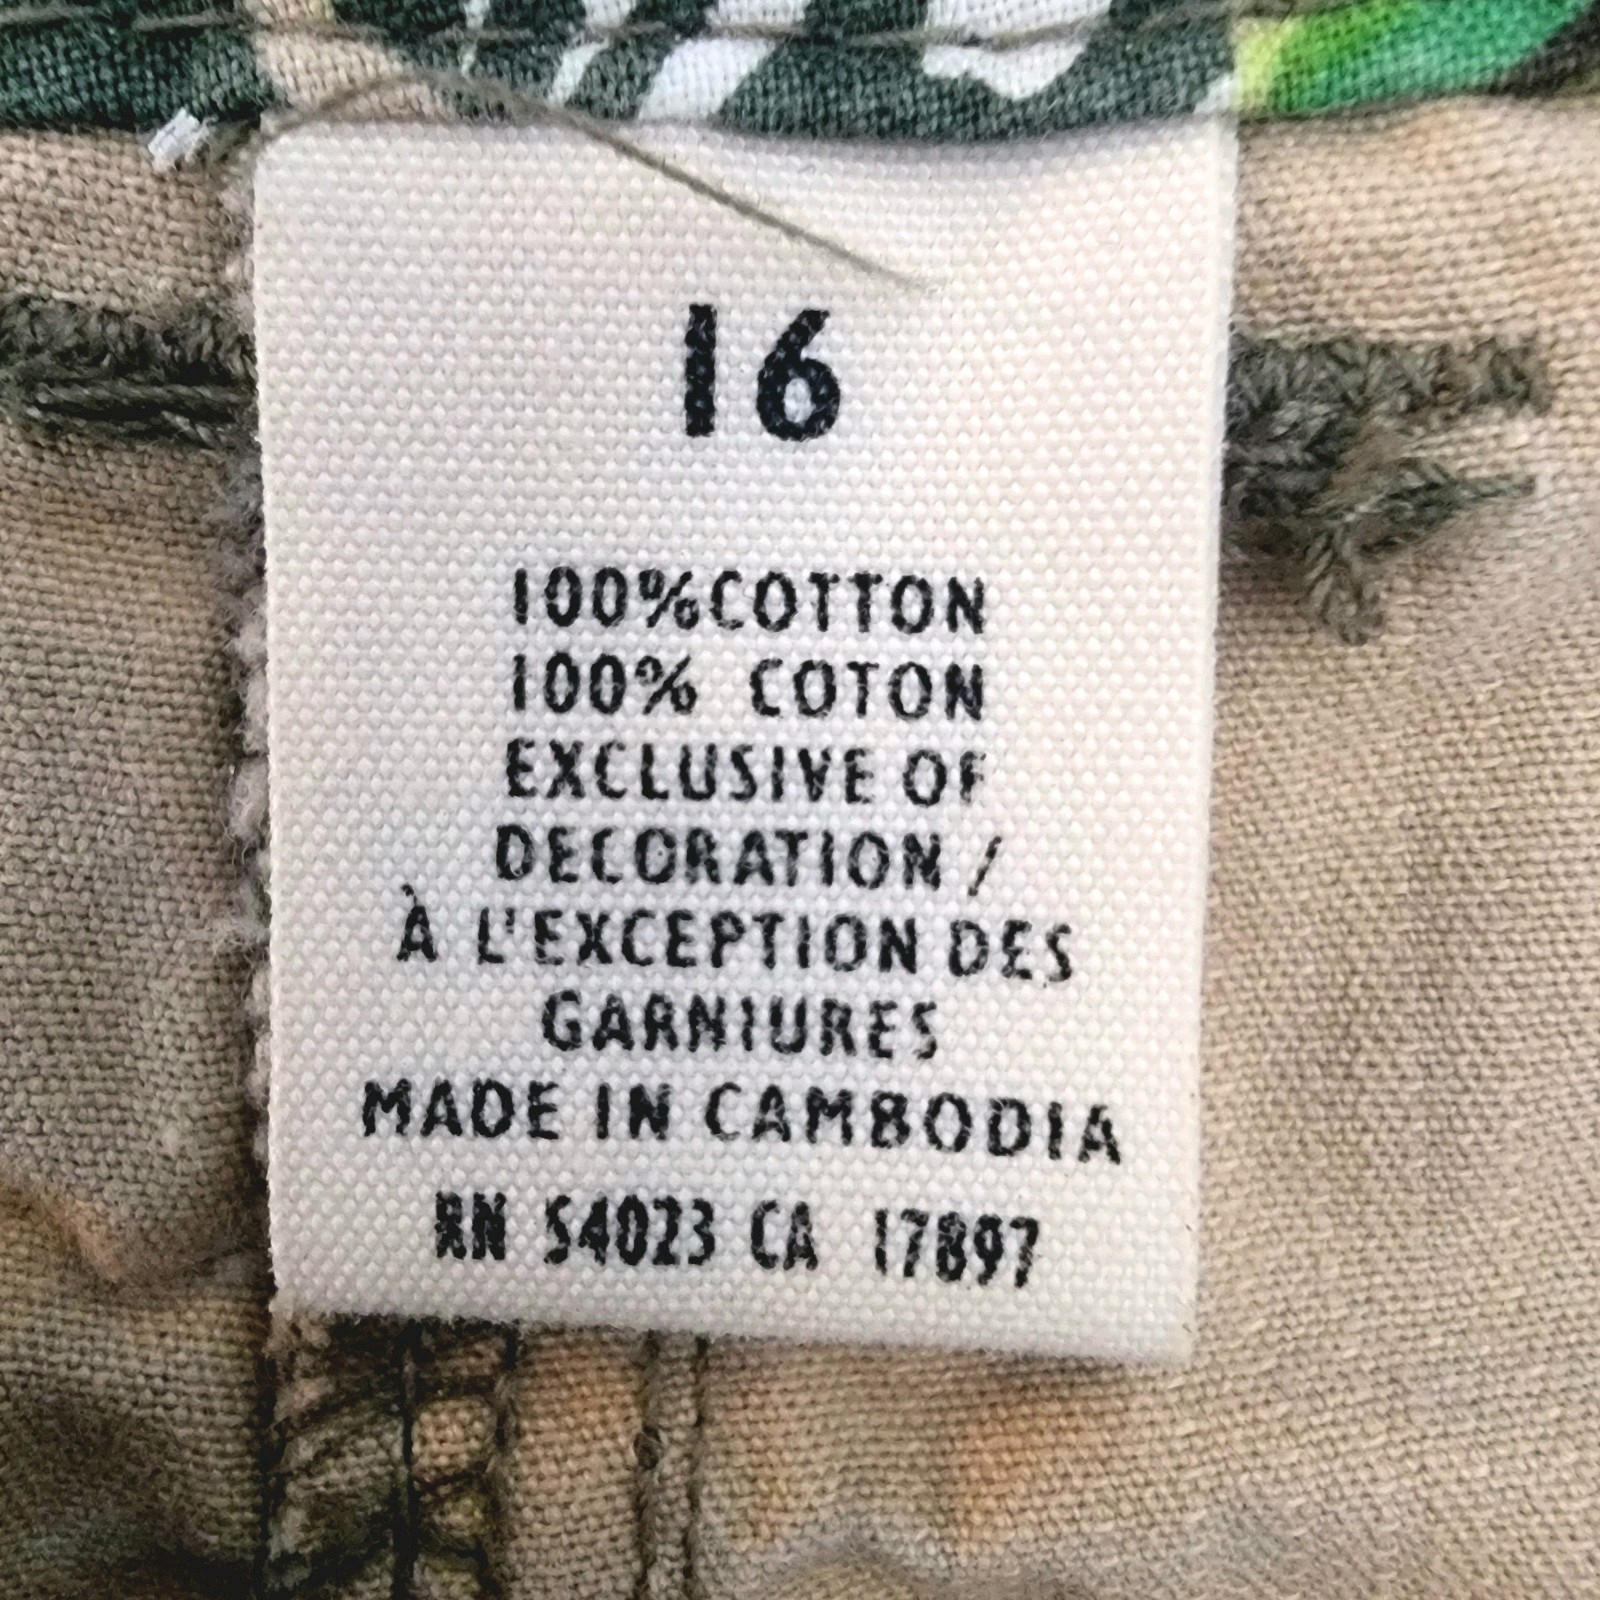 16
100%COTTON
100% COTON
EXCLUSIVE OF
DECORATION /
À L'EXCEPTION DES
GARNIURES
MADE IN CAMBODIA
RN 54023 CA 17897